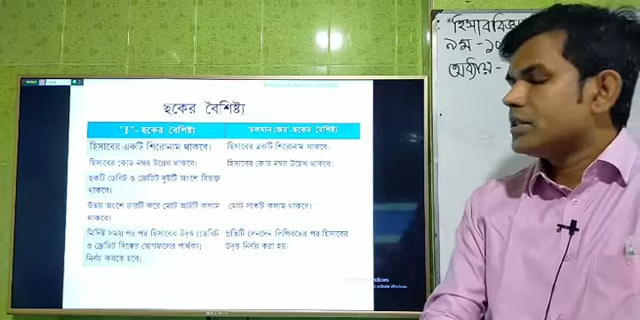 "হিসাববিজ্ঞ
৯ম - ১০
অধ্যায় -
ছকের বৈশিষ্ট্য
'T'- ছকের বৈশিষ্ট্য
'চলমান জের'-ছকের বৈশিষ্ট্য
হিসাবের একটি শিরোনাম থাকবে।
হিসাবের একটি শিরোনাম থাকবে।
হিসাবের কোড নম্বর উল্লেখ থাকবে।
হিসাবের কোড নম্বর উল্লেখ থাকবে।
ছকটি ডেবিট ও ক্রেডিট দুইটি অংশে বিভক্ত
থাকবে।
উভয় অংশে চারটি করে মোট আটটি কলাম
থাকবে।
মোট সাতটি কলাম থাকবে।
নির্দিষ্ট সময় পর পর হিসাবের উদ্বৃত্ত (ডেবিট
ও ক্রেডিট দিকের যোগফলের পার্থক্য)
নির্ণয় করতে হবে।
প্রতিটি লেনদেন লিপিবদ্ধের পর হিসাবের
উদ্বৃত্ত নির্ণয় করা হয়।